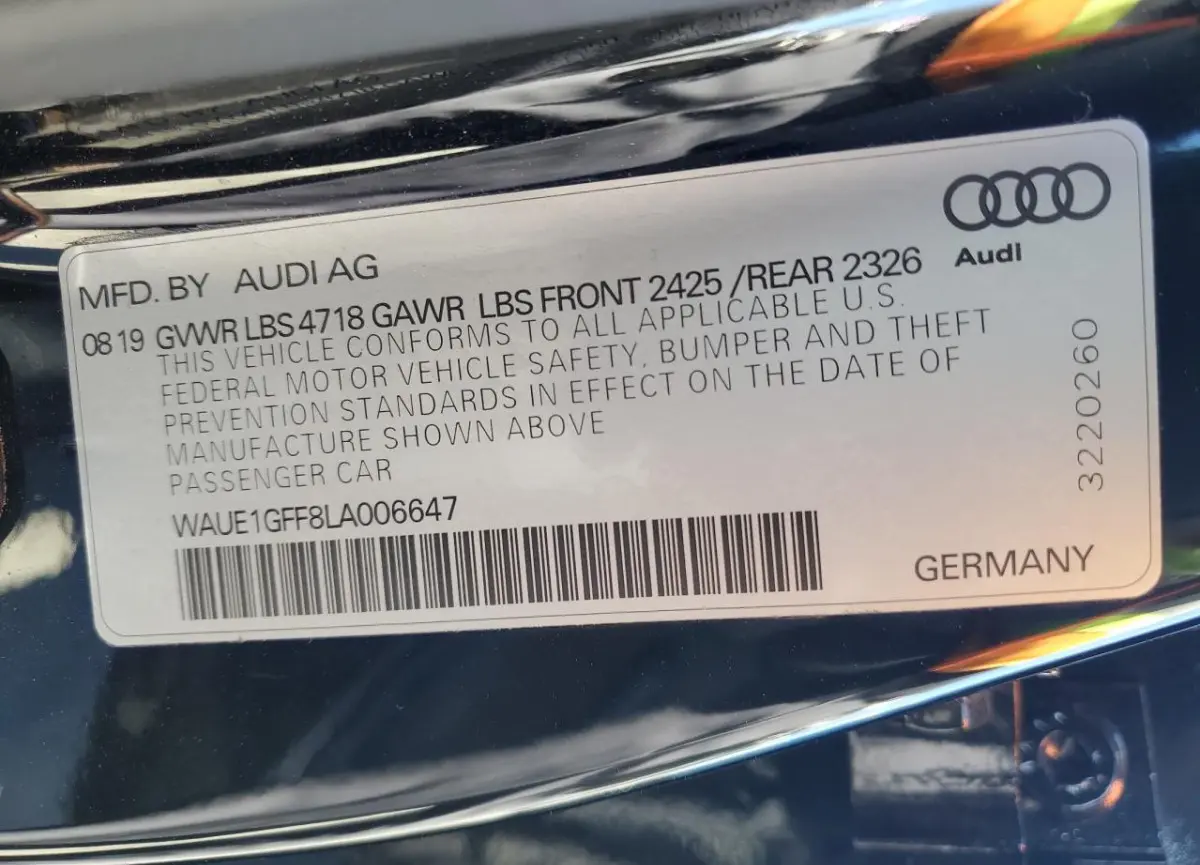 MFD. BY AUDI AG
Audi
08 19 GVWR LBS 4718 GAWR LBS FRONT 2425 /REAR 2326
THIS VEHICLE CONFORMS TO ALL APPLICABLE U.S.
FEDERAL MOTOR VEHICLE SAFETY, BUMPER AND THEFT
PREVENTION STANDARDS IN EFFECT ON THE DATE OF
MANUFACTURE SHOWN ABOVE
PASSENGER CAR
WAUE1GFF8LA006647
GERMANY
3220260